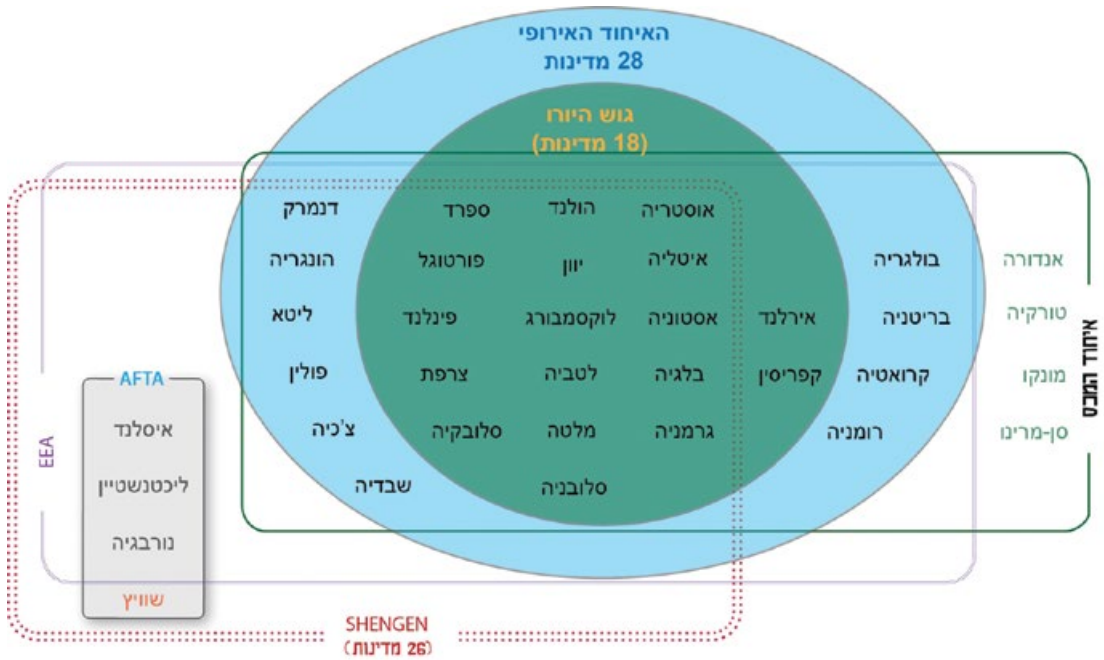 האיחוד האירופי
28 מדינות
גוש היורו
(18 מדינות)
אוסטריה
הולנד
ספרד
דנמרק
אנדורה
בולגריה
איטליה
יוון
פורטוגל
הונגריה
טורקיה
בריטניה
אירלנד
אסטוניה
לוקסמבורג
פינלנד
ליטא
מונקו
קרואטיה
קפריסין
בלגיה
לטביה
צרפת
פולין
סן-מרינו
רומניה
גרמניה
מלטה
סלובקיה
צ'כיה
סלובניה
שבדיה
איחוד המכס
EEA
AFTA
איסלנד
ליכטנשטיין
נורבגיה
שוויץ
SHENGEN
(26 מדינות)